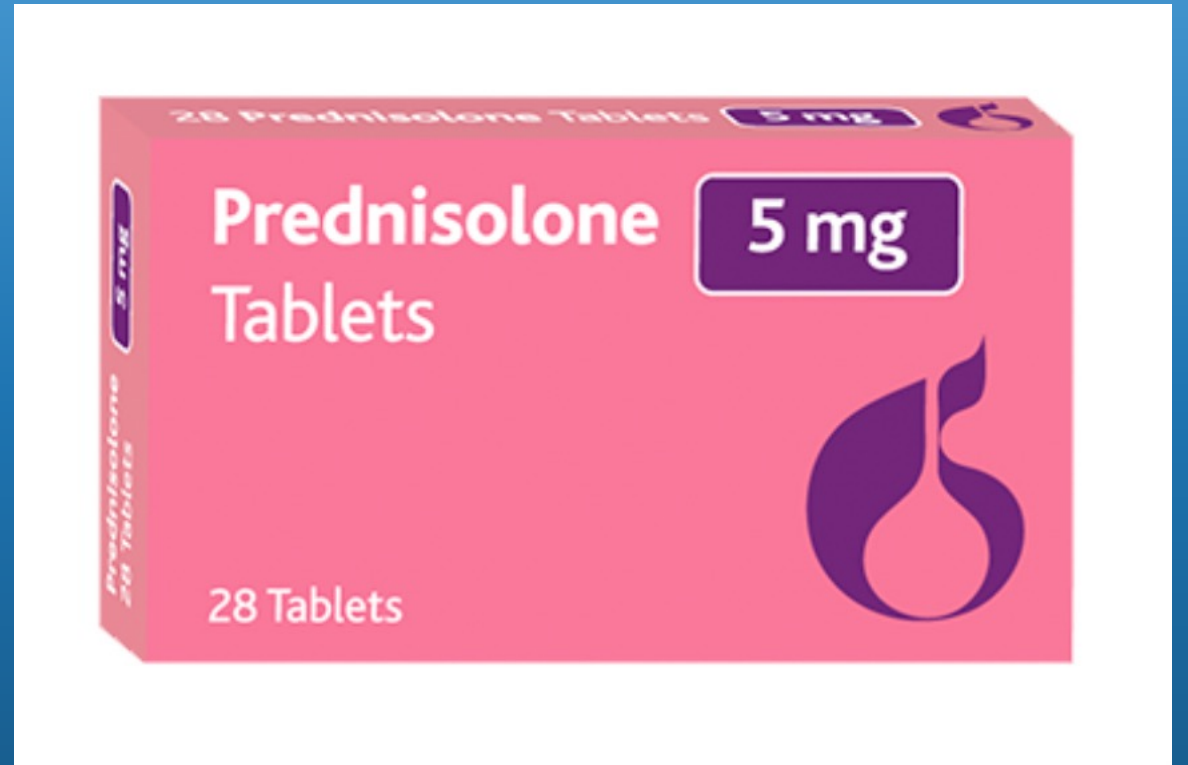 28 Prednisolone Tablets 5 mg
Prednisolone 5 mg
Tablets
28 Tablets
5 mg
Prednisolone
28 Tablets